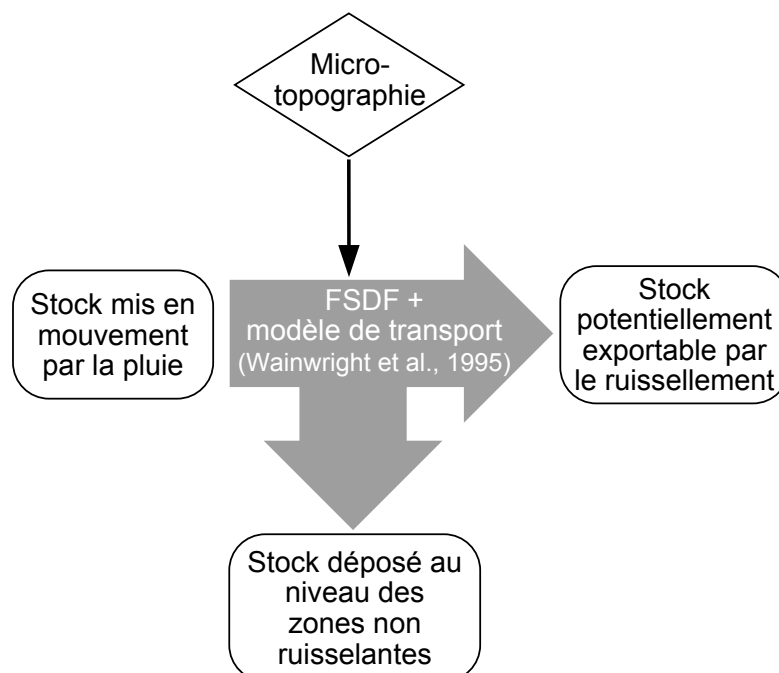 Micro-
topographie
Stock mis en
mouvement
par la pluie
FSDF +
modèle de transport
(Wainwright et al., 1995)
Stock
potentiellement
exportable par
le ruissellement
Stock déposé au
niveau des
zones non
ruisselantes